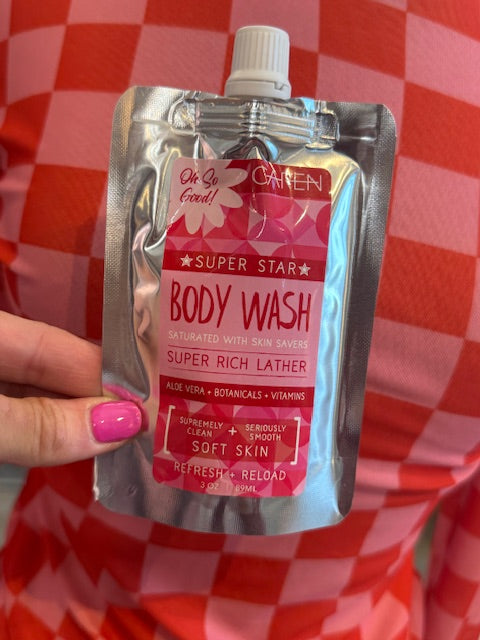 Oh So
Good!
CAREN
★SUPER STAR★
BODY WASH
SATURATED WITH SKIN SAVERS
SUPER RICH LATHER
ALOE VERA + BOTANICALS + VITAMINS
SUPREMELY CLEAN + SERIOUSLY SMOOTH
SOFT SKIN
REFRESH + RELOAD
3 OZ | 89ML